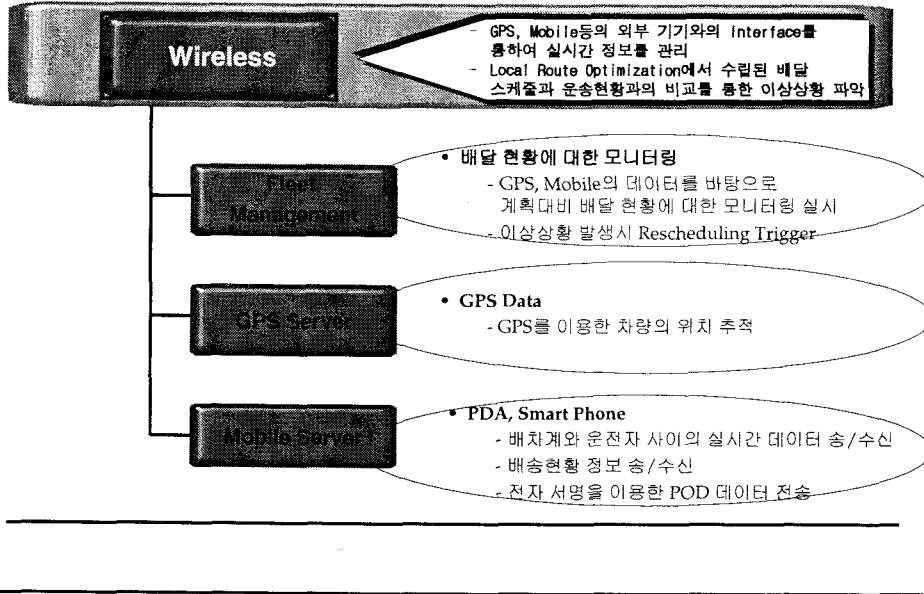 Wireless
- GPS, Mobile등의 외부 기기와의 Interface를
통하여 실시간 정보를 관리
- Local Route Optimization에서 수립된 배달
스케줄과 운송현황과의 비교를 통한 이상상황 파악
Fleet
Management
• 배달 현황에 대한 모니터링
- GPS, Mobile의 데이터를 바탕으로
계획대비 배달 현황에 대한 모니터링 실시
- 이상상황 발생시 Rescheduling Trigger
GPS Server
• GPS Data
- GPS를 이용한 차량의 위치 추적
Mobile Server
• PDA, Smart Phone
- 배차계와 운전자 사이의 실시간 데이터 송/수신
- 배송현황 정보 송/수신
- 전자 서명을 이용한 POD 데이터 전송